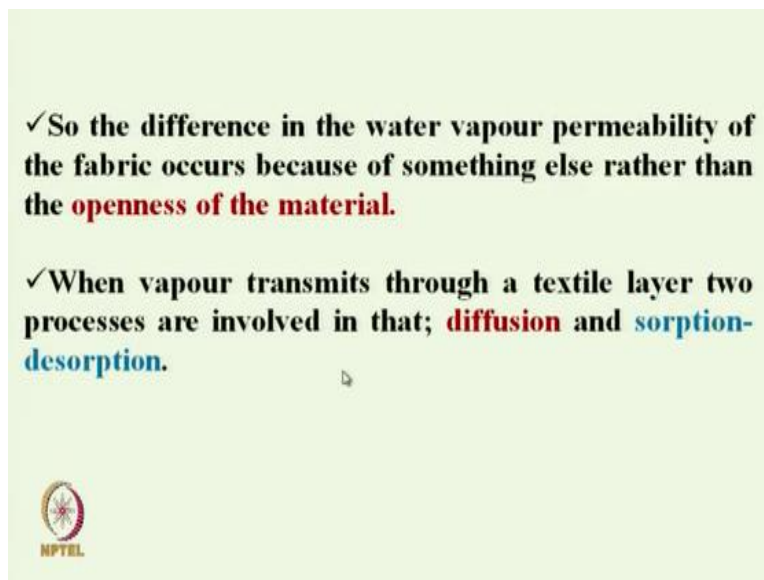 ✓So the difference in the water vapour permeability of
the fabric occurs because of something else rather than
the openness of the material.
✓When vapour transmits through a textile layer two
processes are involved in that; diffusion and sorption-
desorption.
NPTEL